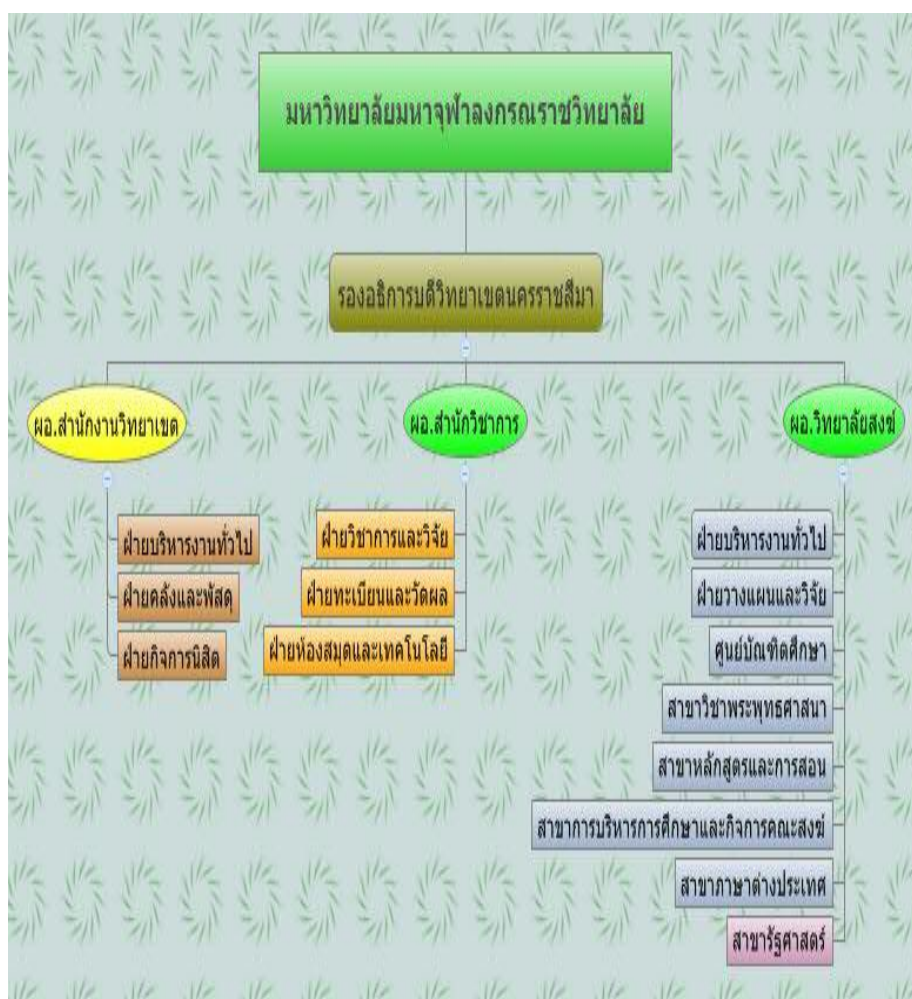 มหาวิทยาลัยมหาจุฬาลงกรณราชวิทยาลัย
รองอธิการบดีวิทยาเขตนครราชสีมา
ผอ.สำนักงานวิทยาเขต
ฝ่ายบริหารงานทั่วไป
ฝ่ายคลังและพัสดุ
ฝ่ายกิจการนิสิต
ผอ.สำนักวิชาการ
ฝ่ายวิชาการและวิจัย
ฝ่ายทะเบียนและวัดผล
ฝ่ายห้องสมุดและเทคโนโลยี
ผอ.วิทยาลัยสงฆ์
ฝ่ายบริหารงานทั่วไป
ฝ่ายวางแผนและวิจัย
ศูนย์บัณฑิตศึกษา
สาขาวิชาพระพุทธศาสนา
สาขาหลักสูตรและการสอน
สาขาการบริหารการศึกษาและกิจการคณะสงฆ์
สาขาภาษาต่างประเทศ
สาขารัฐศาสตร์